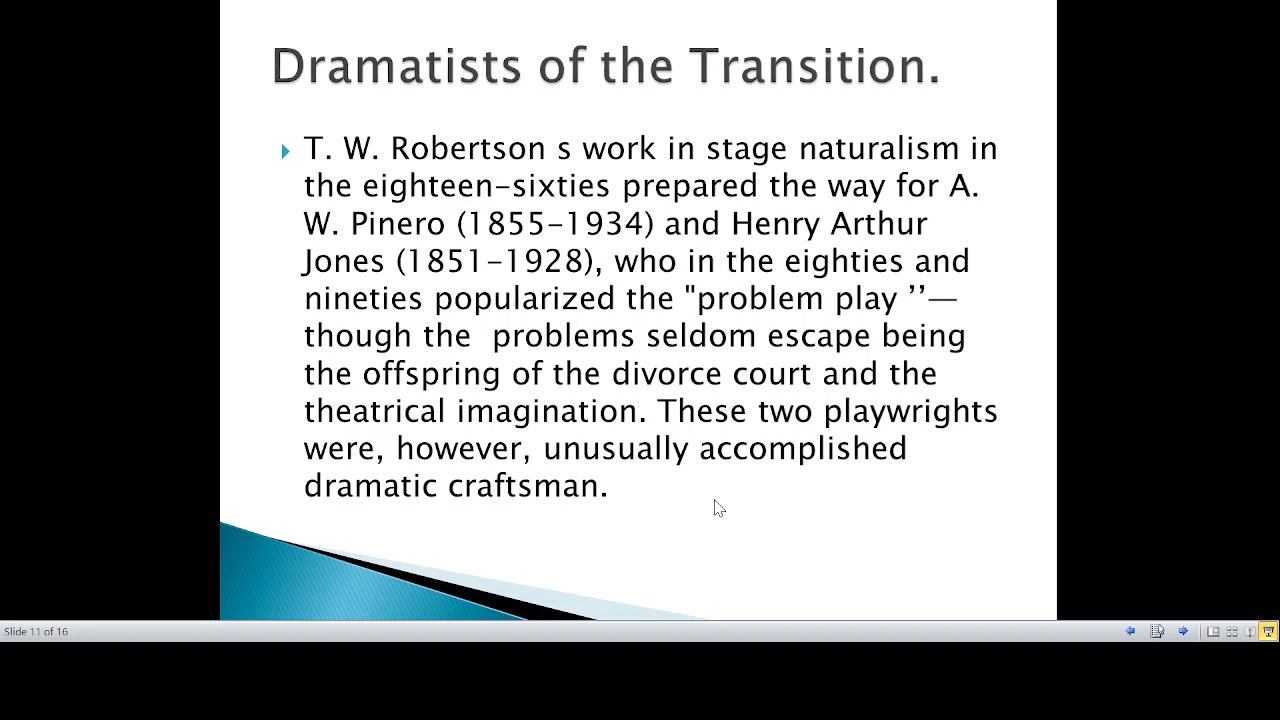 Dramatists of the Transition.
T. W. Robertson s work in stage naturalism in
the eighteen-sixties prepared the way for A.
W. Pinero (1855-1934) and Henry Arthur
Jones (1851-1928), who in the eighties and
nineties popularized the "problem play ’’—
though the  problems seldom escape being
the offspring of the divorce court and the
theatrical imagination. These two playwrights
were, however, unusually accomplished
dramatic craftsman.
Slide 11 of 16